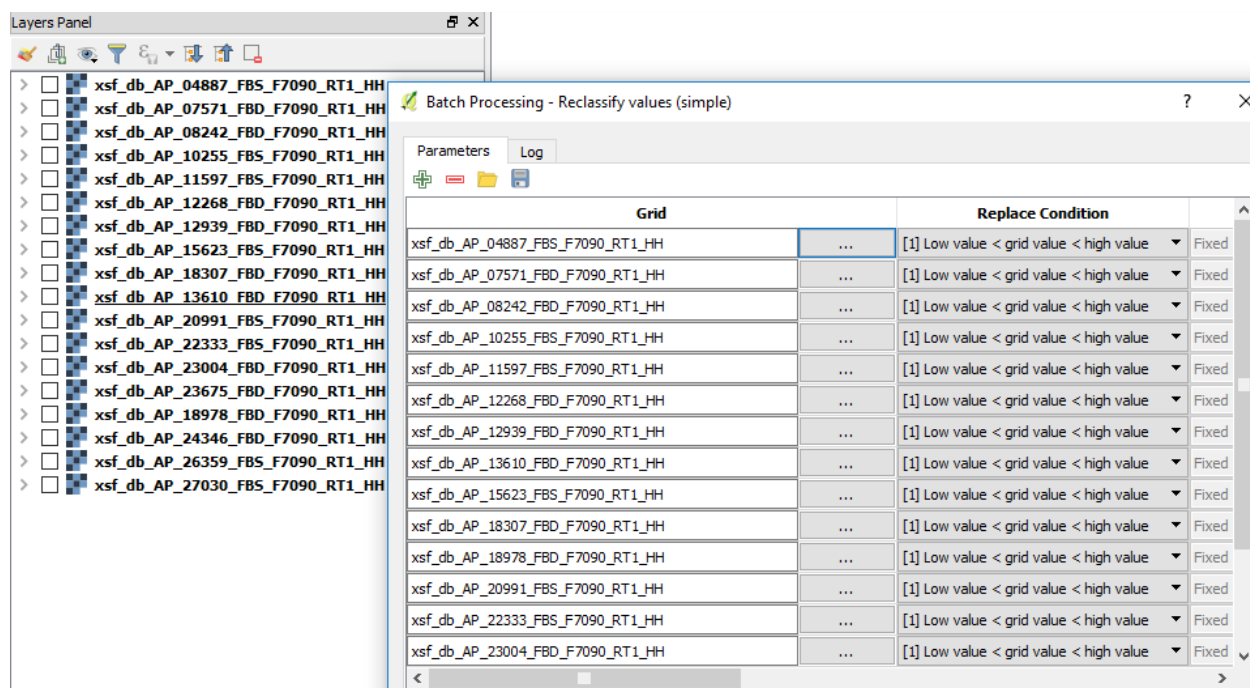 Layers Panel
xsf_db_AP_04887_FBS_F7090_RT1_HH
xsf_db_AP_07571_FBD_F7090_RT1_HH
xsf_db_AP_08242_FBD_F7090_RT1_HH
xsf_db_AP_10255_FBS_F7090_RT1_HH
xsf_db_AP_11597_FBS_F7090_RT1_HH
xsf_db_AP_12268_FBS_F7090_RT1_HH
xsf_db_AP_12939_FBD_F7090_RT1_HH
xsf_db_AP_15623_FBS_F7090_RT1_HH
xsf_db_AP_18307_FBD_F7090_RT1_HH
xsf_db_AP_13610_FBD_F7090_RT1_HH
xsf_db_AP_20991_FBS_F7090_RT1_HH
xsf_db_AP_22333_FBS_F7090_RT1_HH
xsf_db_AP_23004_FBD_F7090_RT1_HH
xsf_db_AP_23675_FBD_F7090_RT1_HH
xsf_db_AP_18978_FBD_F7090_RT1_HH
xsf_db_AP_24346_FBD_F7090_RT1_HH
xsf_db_AP_26359_FBS_F7090_RT1_HH
xsf_db_AP_27030_FBS_F7090_RT1_HH
Batch Processing - Reclassify values (simple) ?
Parameters Log
Grid Replace Condition
xsf_db_AP_04887_FBS_F7090_RT1_HH ... [1] Low value < grid value < high value Fixed
xsf_db_AP_07571_FBD_F7090_RT1_HH ... [1] Low value < grid value < high value Fixed
xsf_db_AP_08242_FBD_F7090_RT1_HH ... [1] Low value < grid value < high value Fixed
xsf_db_AP_10255_FBS_F7090_RT1_HH ... [1] Low value < grid value < high value Fixed
xsf_db_AP_11597_FBS_F7090_RT1_HH ... [1] Low value < grid value < high value Fixed
xsf_db_AP_12268_FBS_F7090_RT1_HH ... [1] Low value < grid value < high value Fixed
xsf_db_AP_12939_FBD_F7090_RT1_HH ... [1] Low value < grid value < high value Fixed
xsf_db_AP_13610_FBD_F7090_RT1_HH ... [1] Low value < grid value < high value Fixed
xsf_db_AP_15623_FBS_F7090_RT1_HH ... [1] Low value < grid value < high value Fixed
xsf_db_AP_18307_FBD_F7090_RT1_HH ... [1] Low value < grid value < high value Fixed
xsf_db_AP_18978_FBD_F7090_RT1_HH ... [1] Low value < grid value < high value Fixed
xsf_db_AP_20991_FBS_F7090_RT1_HH ... [1] Low value < grid value < high value Fixed
xsf_db_AP_22333_FBS_F7090_RT1_HH ... [1] Low value < grid value < high value Fixed
xsf_db_AP_23004_FBD_F7090_RT1_HH ... [1] Low value < grid value < high value Fixed